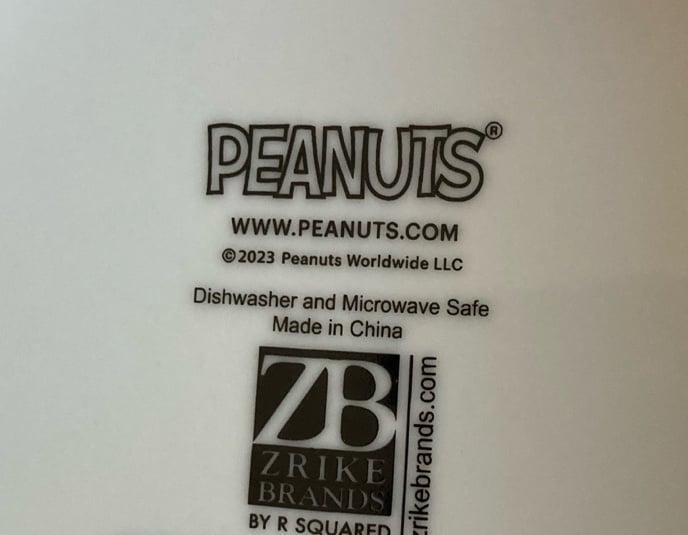 PEANUTS®
WWW.PEANUTS.COM
©2023 Peanuts Worldwide LLC
Dishwasher and Microwave Safe
Made in China
ZB
ZRIKE
BRANDS
BY R SQUARED
zrikebrands.com